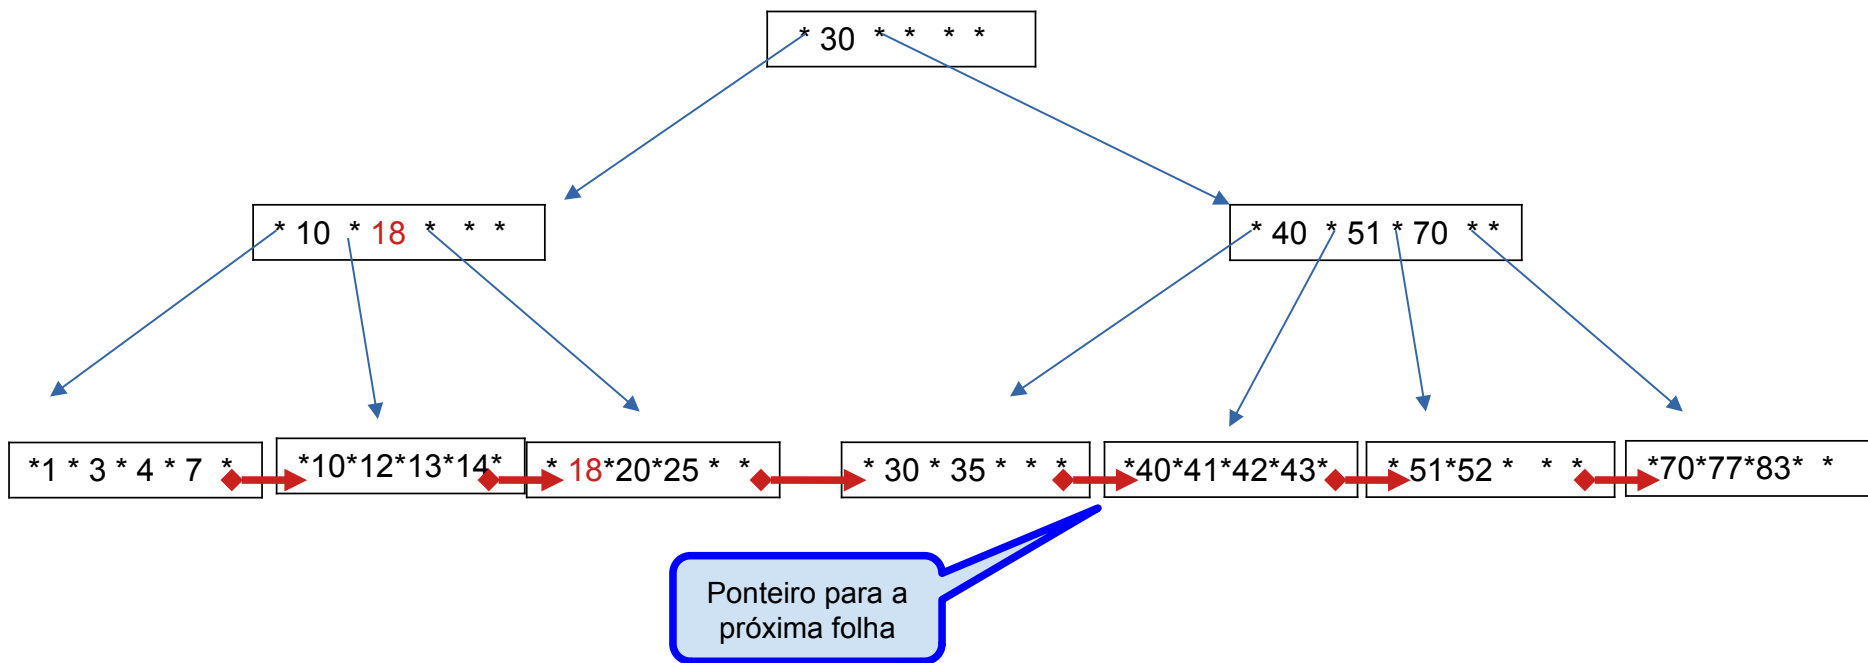 * 30 * * * *
* 10 * 18 * * *
* 40 * 51 * 70 * *
*1 * 3 * 4 * 7 *
*10*12*13*14*
* 18*20*25 * *
* 30 * 35 * * *
*40*41*42*43*
* 51*52 * * *
*70*77*83* *
Ponteiro para a
próxima folha